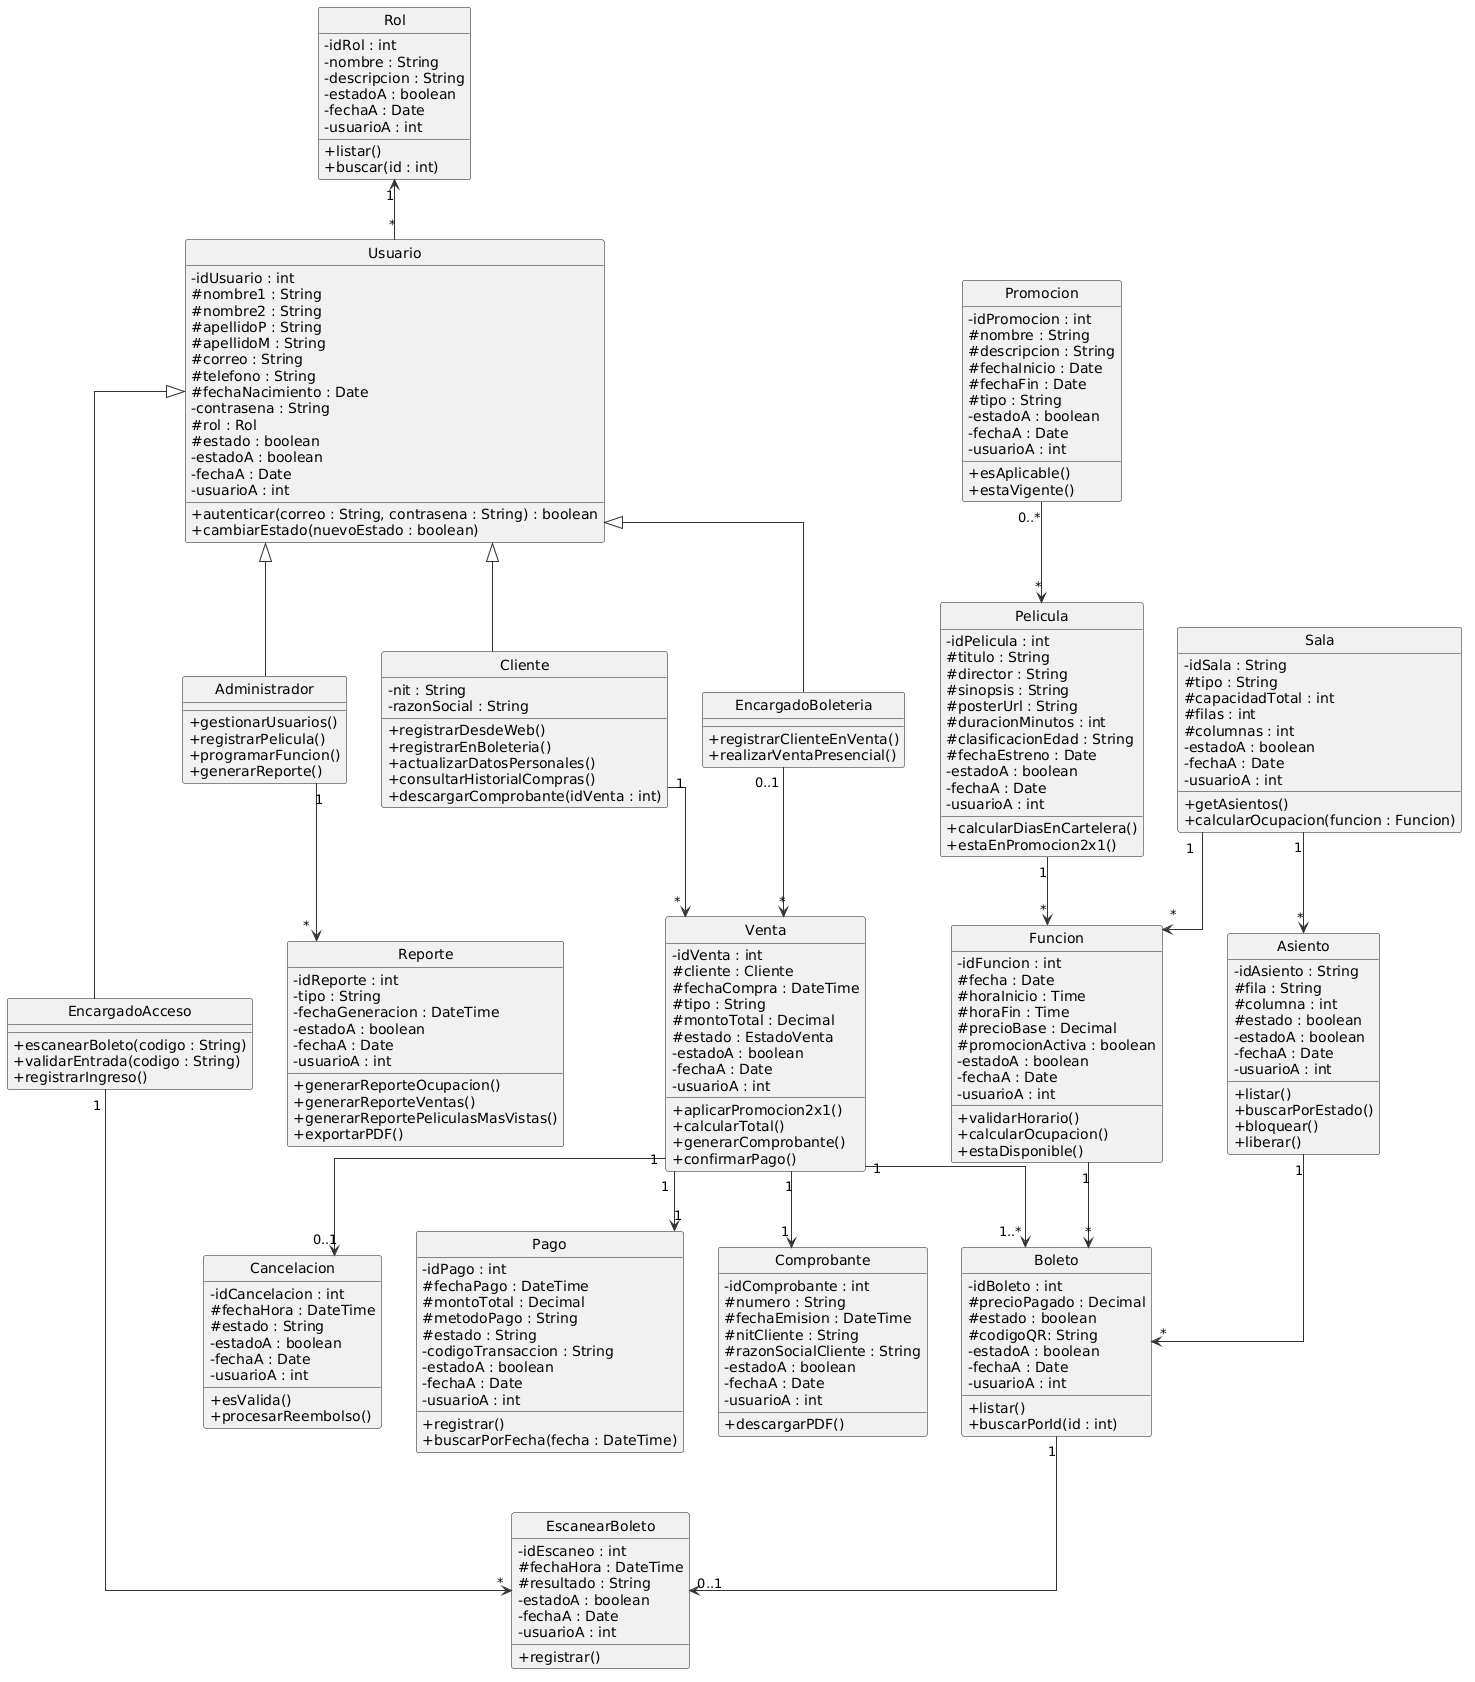 Rol
-idRol : int
-nombre : String
-descripcion : String
-estadoA : boolean
-fechaA : Date
-usuarioA : int
+listar()
+buscar(id : int)
1
*
Usuario
-idUsuario : int
#nombre1 : String
#nombre2 : String
#apellidoP : String
#apellidoM : String
#correo : String
#telefono : String
#fechaNacimiento : Date
-contrasena : String
#rol : Rol
#estado : boolean
-estadoA : boolean
-fechaA : Date
-usuarioA : int
+autenticar(correo : String, contrasena : String) : boolean
+cambiarEstado(nuevoEstado : boolean)
Promocion
-idPromocion : int
#nombre : String
#descripcion : String
#fechaInicio : Date
#fechaFin : Date
#tipo : String
-estadoA : boolean
-fechaA : Date
-usuarioA : int
+esAplicable()
+estaVigente()
0..*
*
Administrador
+gestionarUsuarios()
+registrarPelicula()
+programarFuncion()
+generarReporte()
1
*
Cliente
-nit : String
-razonSocial : String
+registrarDesdeWeb()
+registrarEnBoleteria()
+actualizarDatosPersonales()
+consultarHistorialCompras()
+descargarComprobante(idVenta : int)
1
*
EncargadoBoleteria
+registrarClienteEnVenta()
+realizarVentaPresencial()
0..1
*
Pelicula
-idPelicula : int
#titulo : String
#director : String
#sinopsis : String
#posterUrl : String
#duracionMinutos : int
#clasificacionEdad : String
#fechaEstreno : Date
-estadoA : boolean
-fechaA : Date
-usuarioA : int
+calcularDiasEnCartelera()
+estaEnPromocion2x1()
1
*
Sala
-idSala : String
#tipo : String
#capacidadTotal : int
#filas : int
#columnas : int
-estadoA : boolean
-fechaA : Date
-usuarioA : int
+getAsientos()
+calcularOcupacion(funcion : Funcion)
1
*
1
*
EncargadoAcceso
+escanearBoleto(codigo : String)
+validarEntrada(codigo : String)
+registrarIngreso()
1
*
Reporte
-idReporte : int
-tipo : String
-fechaGeneracion : DateTime
-estadoA : boolean
-fechaA : Date
-usuarioA : int
+generarReporteOcupacion()
+generarReporteVentas()
+generarReportePeliculasMasVistas()
+exportarPDF()
Venta
-idVenta : int
#cliente : Cliente
#fechaCompra : DateTime
#tipo : String
#montoTotal : Decimal
#estado : EstadoVenta
-estadoA : boolean
-fechaA : Date
-usuarioA : int
+aplicarPromocion2x1()
+calcularTotal()
+generarComprobante()
+confirmarPago()
1
0..1
1
1
1
1
1
1..*
Funcion
-idFuncion : int
#fecha : Date
#horaInicio : Time
#horaFin : Time
#precioBase : Decimal
#promocionActiva : boolean
-estadoA : boolean
-fechaA : Date
-usuarioA : int
+validarHorario()
+calcularOcupacion()
+estaDisponible()
1
*
Asiento
-idAsiento : String
#fila : String
#columna : int
#estado : boolean
-estadoA : boolean
-fechaA : Date
-usuarioA : int
+listar()
+buscarPorEstado()
+bloquear()
+liberar()
1
*
Cancelacion
-idCancelacion : int
#fechaHora : DateTime
#estado : String
-estadoA : boolean
-fechaA : Date
-usuarioA : int
+esValida()
+procesarReembolso()
Pago
-idPago : int
#fechaPago : DateTime
#montoTotal : Decimal
#metodoPago : String
#estado : String
-codigoTransaccion : String
-estadoA : boolean
-fechaA : Date
-usuarioA : int
+registrar()
+buscarPorFecha(fecha : DateTime)
Comprobante
-idComprobante : int
#numero : String
#fechaEmision : DateTime
#nitCliente : String
#razonSocialCliente : String
-estadoA : boolean
-fechaA : Date
-usuarioA : int
+descargarPDF()
Boleto
-idBoleto : int
#precioPagado : Decimal
#estado : boolean
#codigoQR: String
-estadoA : boolean
-fechaA : Date
-usuarioA : int
+listar()
+buscarPorId(id : int)
1
0..1
EscanearBoleto
-idEscaneo : int
#fechaHora : DateTime
#resultado : String
-estadoA : boolean
-fechaA : Date
-usuarioA : int
+registrar()